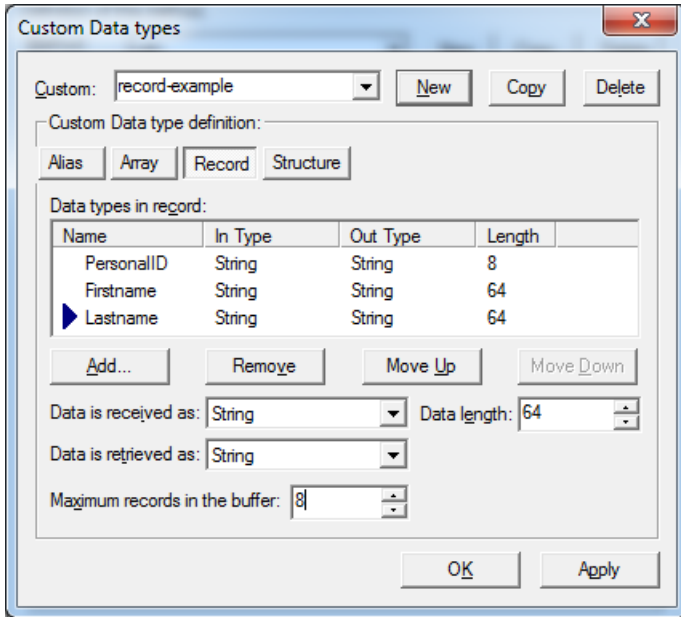 Custom Data types
Custom: record-example New Copy Delete
Custom Data type definition:
Alias Array Record Structure
Data types in record:
Name In Type Out Type Length
PersonalID String String 8
Firstname String String 64
Lastname String String 64
Add... Remove Move Up Move Down
Data is received as: String Data length: 64
Data is retrieved as: String
Maximum records in the buffer: 8
OK Apply